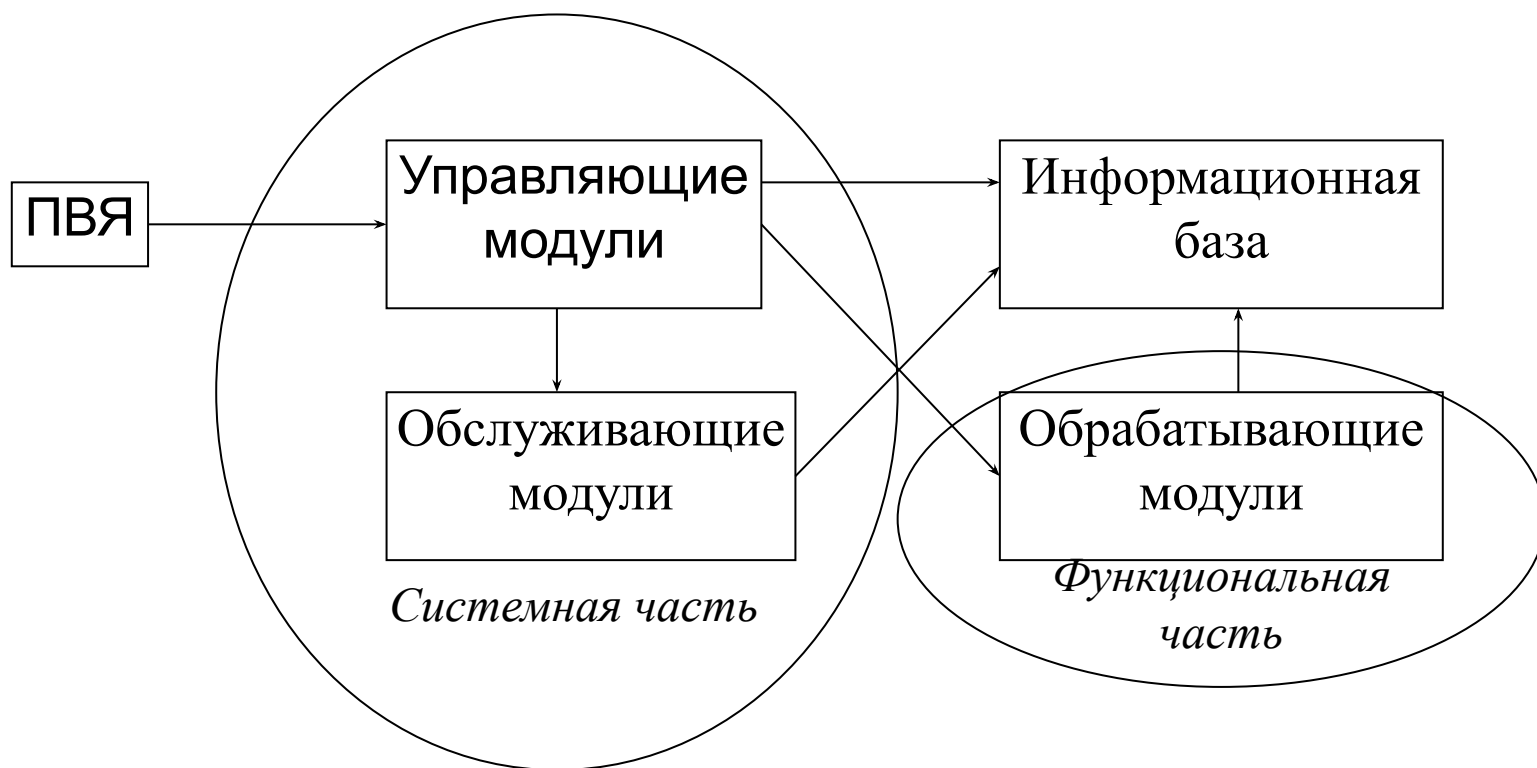 ПВЯ
Управляющие
модули
Информационная
база
Обслуживающие
модули
Обрабатывающие
модули
Системная часть
Функциональная
часть